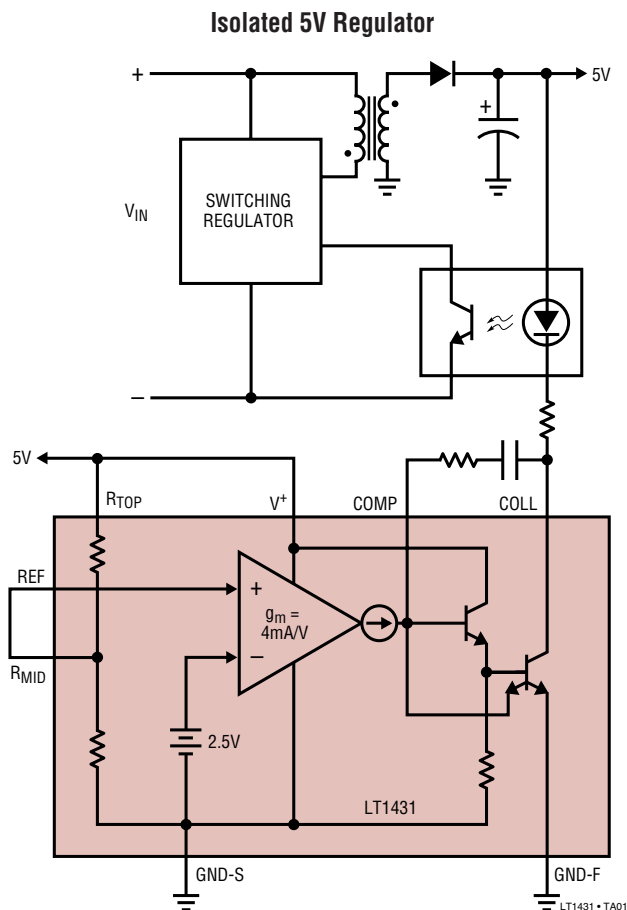 Isolated 5V Regulator
+
5V
+
SWITCHING
REGULATOR
VIN
–
5V
RTOP
V+
COMP
COLL
REF
+
gm =
4mA/V
–
RMID
2.5V
LT1431
GND-S
GND-F
LT1431 • TA01